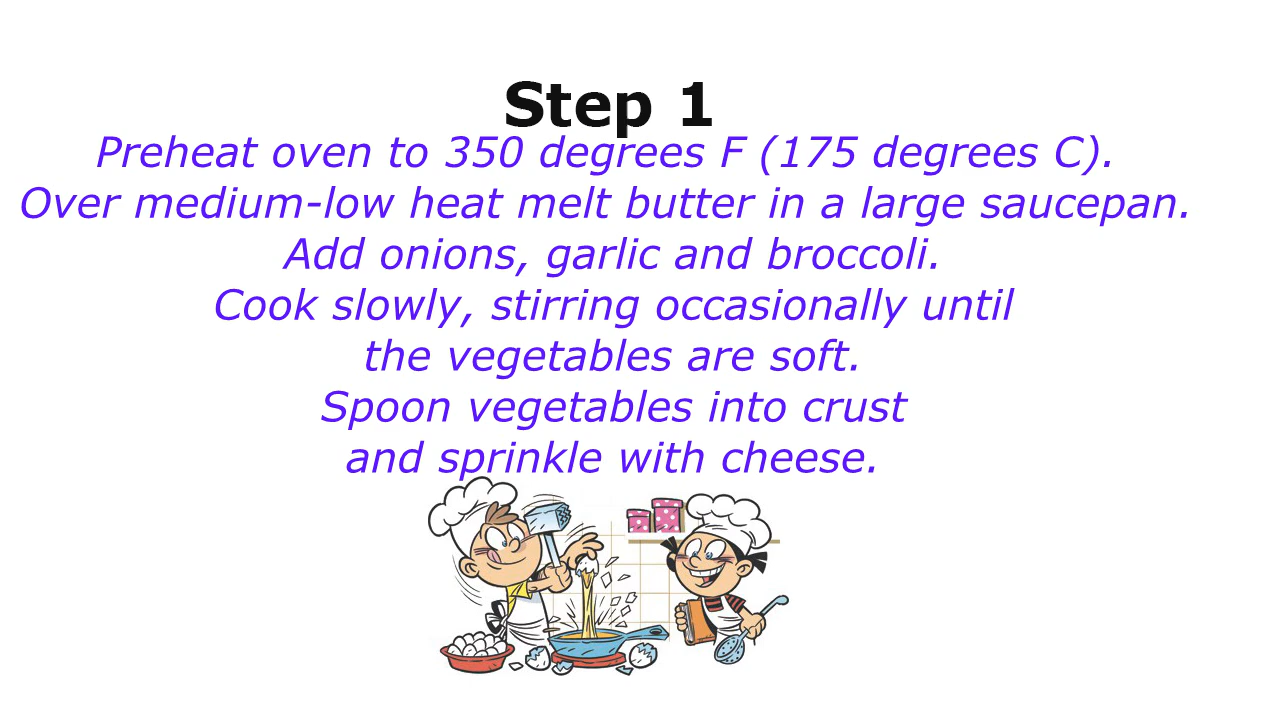 Step 1
Preheat oven to 350 degrees F (175 degrees C).
Over medium-low heat melt butter in a large saucepan.
Add onions, garlic and broccoli.
Cook slowly, stirring occasionally until
the vegetables are soft.
Spoon vegetables into crust
and sprinkle with cheese.